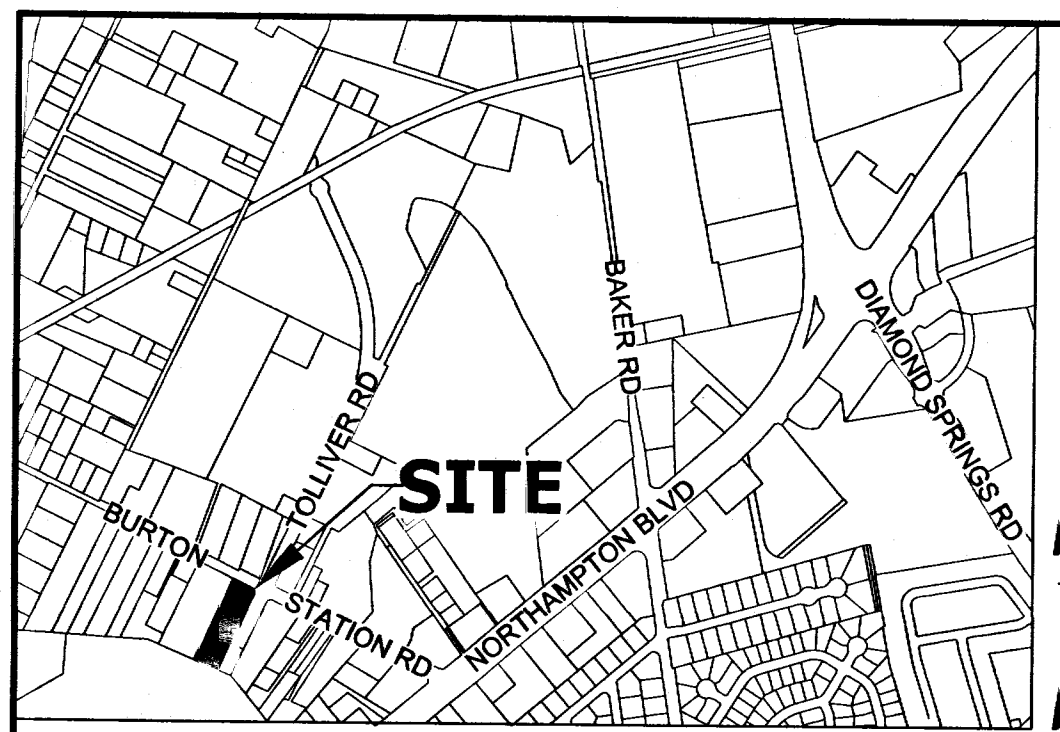 BAKER RD
DIAMOND SPRINGS RD
TOLLIVER RD
SITE
BURTON
STATION RD
NORTHAMPTON BLVD